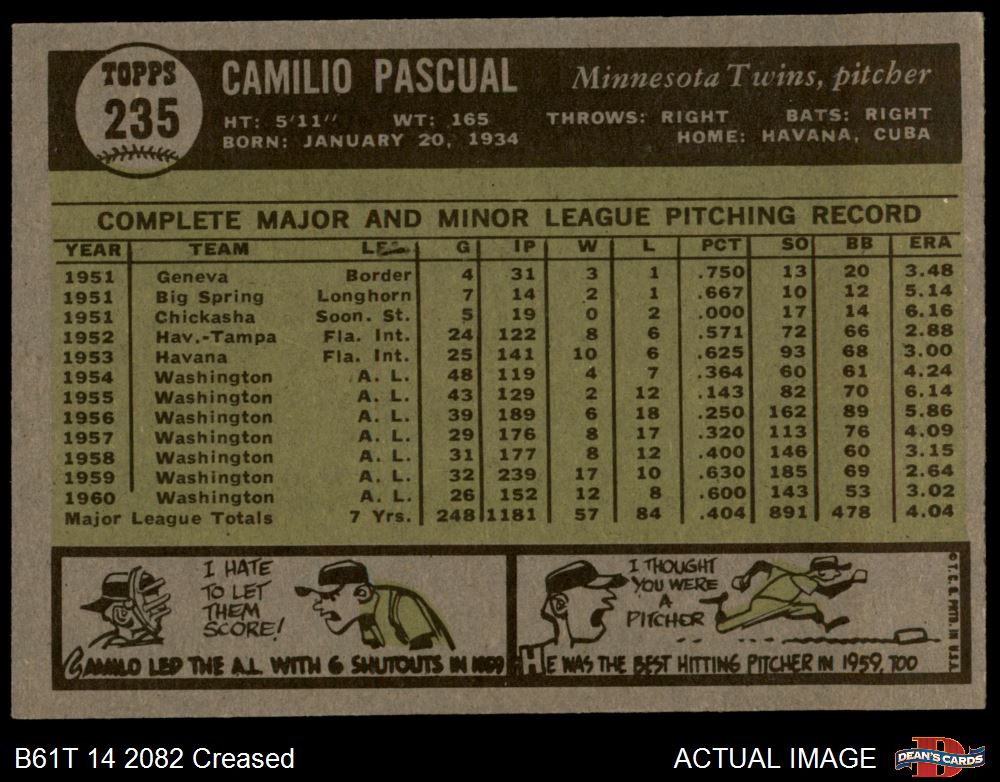 TOPPS
235
CAMILIO PASCUAL
Minnesota Twins, pitcher
HT: 5'11" WT: 165 THROWS: RIGHT BATS: RIGHT
BORN: JANUARY 20, 1934 HOME: HAVANA, CUBA
COMPLETE MAJOR AND MINOR LEAGUE PITCHING RECORD
YEAR TEAM G IP W L PCT SO BB ERA
1951 Geneva Border 4 31 3 1 .750 13 20 3.48
1951 Big Spring Longhorn 7 14 2 1 .667 10 12 5.14
1951 Chickasha Soon. St. 5 19 0 2 .000 17 14 6.16
1952 Hav.-Tampa Fla. Int. 24 122 8 6 .571 72 66 2.88
1953 Havana Fla. Int. 25 141 10 6 .625 93 68 3.00
1954 Washington A. L. 48 119 4 7 .364 60 61 4.24
1955 Washington A. L. 43 129 2 12 .143 82 70 6.14
1956 Washington A. L. 39 189 6 18 .250 162 89 5.86
1957 Washington A. L. 29 176 8 17 .320 113 76 4.09
1958 Washington A. L. 31 177 8 12 .400 146 60 3.15
1959 Washington A. L. 32 239 17 10 .630 185 69 2.64
1960 Washington A. L. 26 152 12 8 .600 143 53 3.02
Major League Totals 7 Yrs. 248 1181 57 84 .404 891 478 4.04
I HATE
TO LET
THEM
SCORE!
CAMILO LED THE A.L. WITH 6 SHUTOUTS IN 1959
I THOUGHT
YOU WERE
A
PITCHER
HE WAS THE BEST HITTING PITCHER IN 1959, TOO
© T.C.G. PRTD. IN U.S.A.
B61T 14 2082 Creased
ACTUAL IMAGE
D
DEAN'S CARDS